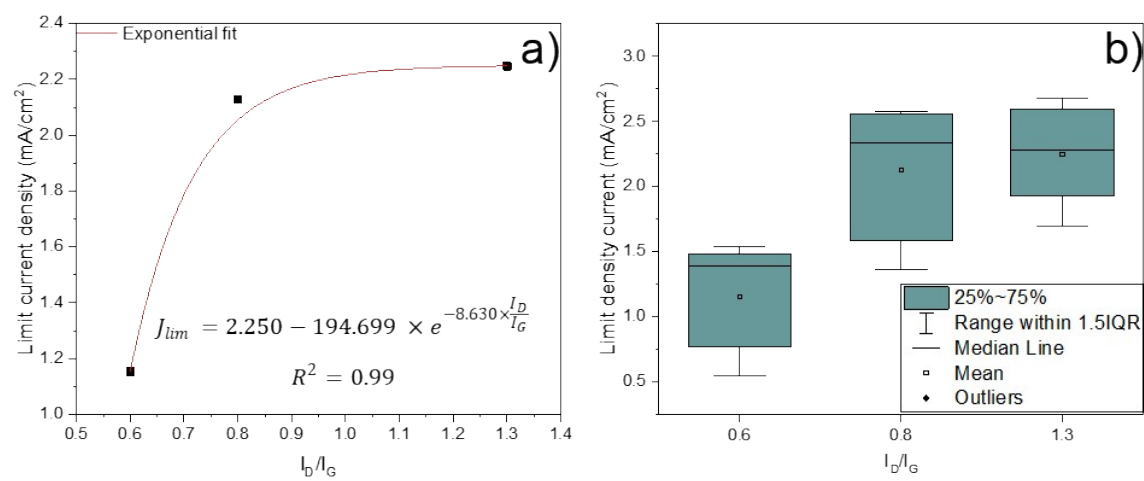 a)
Exponential fit
Limit current density (mA/cm²)
2.4
2.2
2.0
1.8
1.6
1.4
1.2
1.0
J_lim = 2.250 − 194.699 × e^(−8.630×I_D/I_G)
R² = 0.99
0.5 0.6 0.7 0.8 0.9 1.0 1.1 1.2 1.3 1.4
I_D/I_G
b)
Limit density current (mA/cm²)
3.0
2.5
2.0
1.5
1.0
0.5
25%~75%
Range within 1.5IQR
Median Line
Mean
Outliers
0.6 0.8 1.3
I_D/I_G